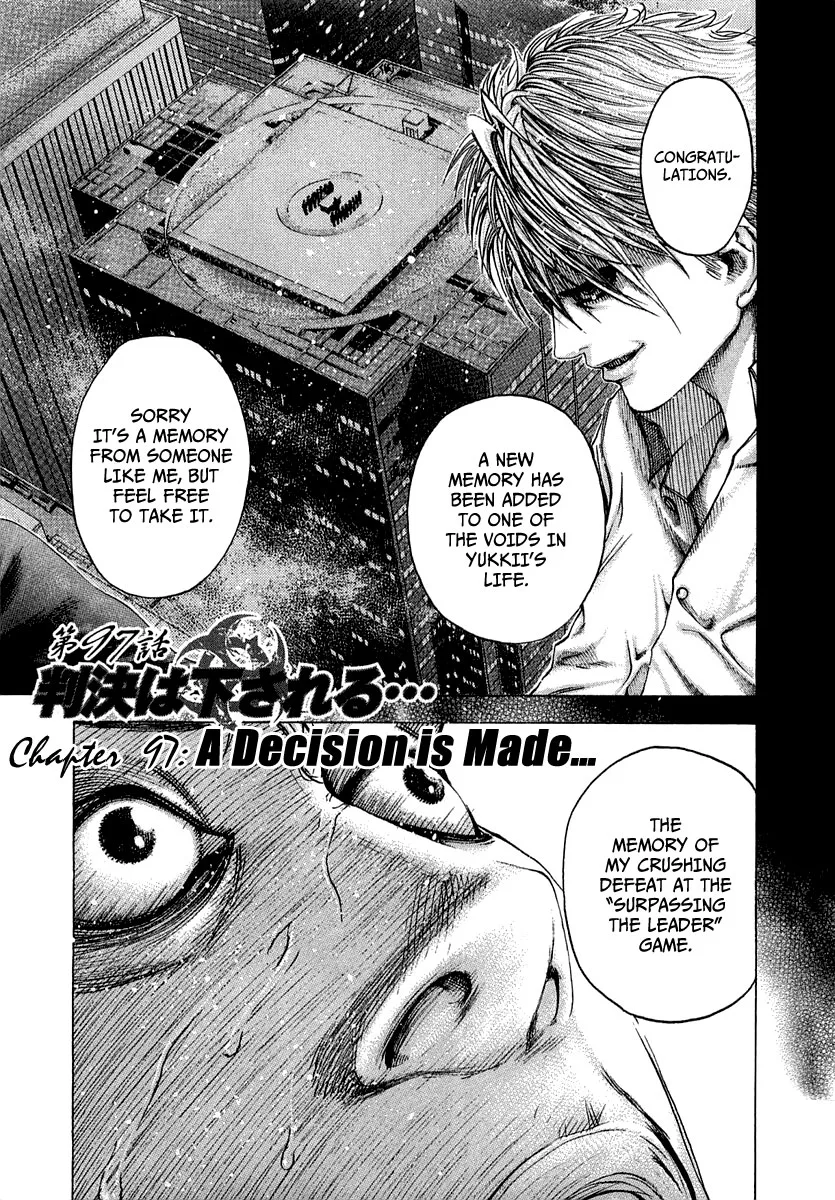 CONGRATU-
LATIONS.
A NEW
MEMORY HAS
BEEN ADDED
TO ONE OF
THE VOIDS IN
YUKKII'S
LIFE.
SORRY
IT'S A MEMORY
FROM SOMEONE
LIKE ME, BUT
FEEL FREE
TO TAKE IT.
第97話
判決は下される…
Chapter 97: A Decision is Made...
THE
MEMORY OF
MY CRUSHING
DEFEAT AT THE
"SURPASSING
THE LEADER"
GAME.